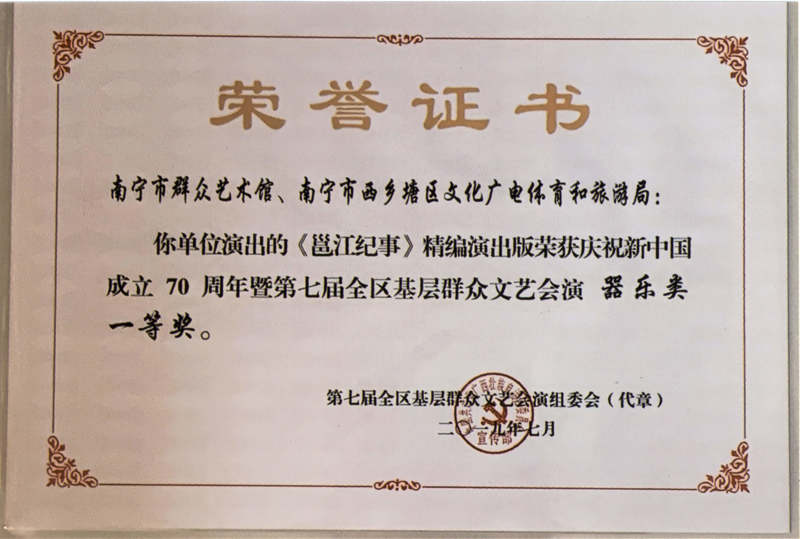 荣誉证书
南宁市群众艺术馆、南宁市西乡塘区文化广电体育和旅游局：
你单位演出的《邕江纪事》精编演出版荣获庆祝新中国
成立 70 周年暨第七届全区基层群众文艺会演 器乐类
一等奖。
第七届全区基层群众文艺会演组委会（代章）
二〇一九年七月
宣传部